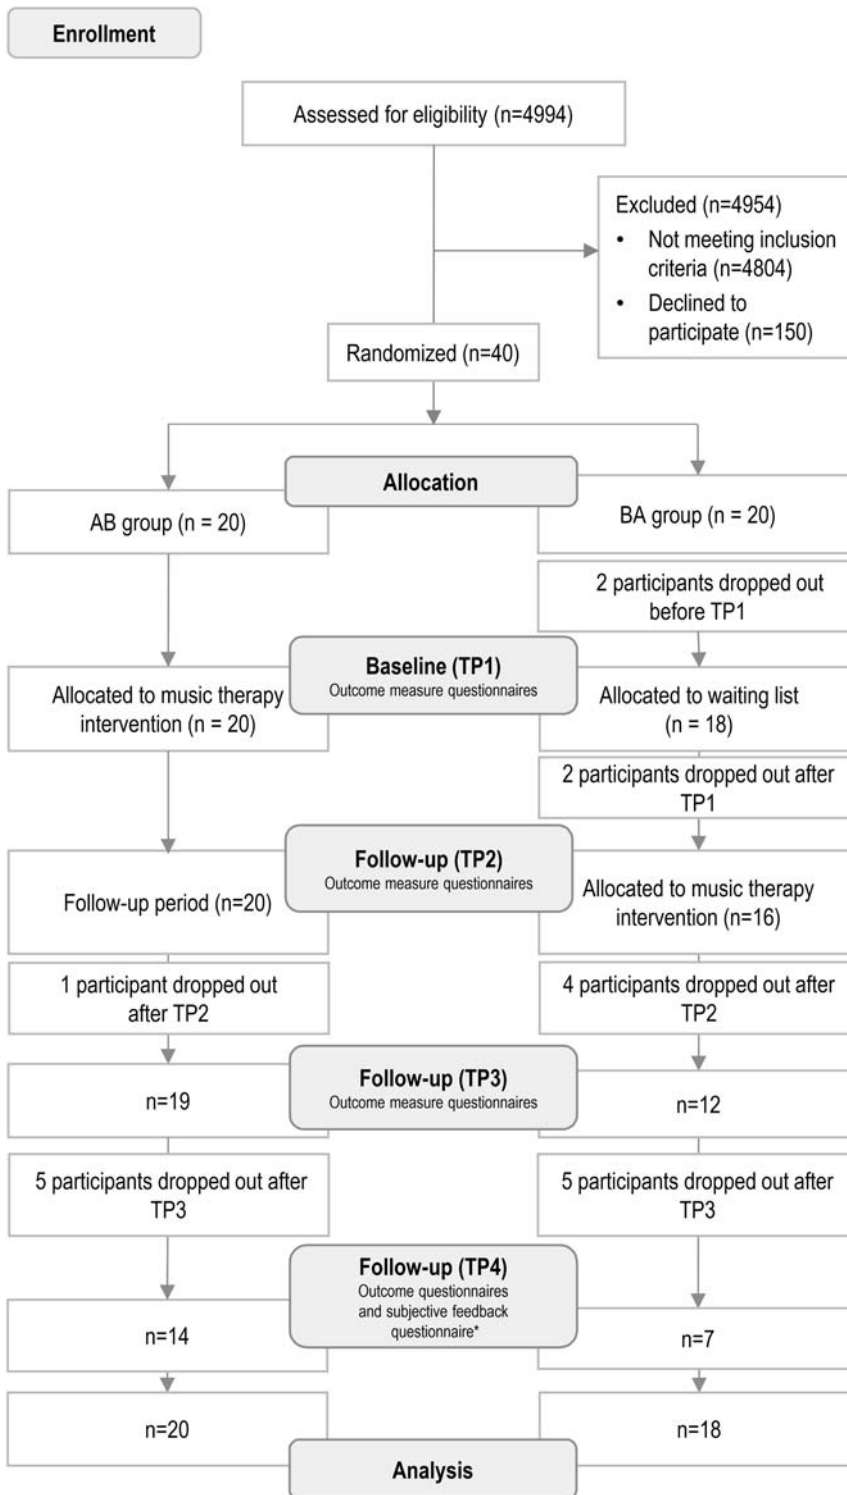 Enrollment
Assessed for eligibility (n=4994)
Excluded (n=4954)
• Not meeting inclusion
criteria (n=4804)
• Declined to
participate (n=150)
Randomized (n=40)
Allocation
AB group (n = 20)
BA group (n = 20)
2 participants dropped out
before TP1
Baseline (TP1)
Outcome measure questionnaires
Allocated to music therapy
intervention (n = 20)
Allocated to waiting list
(n = 18)
2 participants dropped out after
TP1
Follow-up (TP2)
Outcome measure questionnaires
Follow-up period (n=20)
Allocated to music therapy
intervention (n=16)
1 participant dropped out
after TP2
4 participants dropped out after
TP2
Follow-up (TP3)
Outcome measure questionnaires
n=19
n=12
5 participants dropped out after
TP3
5 participants dropped out after
TP3
Follow-up (TP4)
Outcome questionnaires
and subjective feedback
questionnaire*
n=14
n=7
n=20
n=18
Analysis